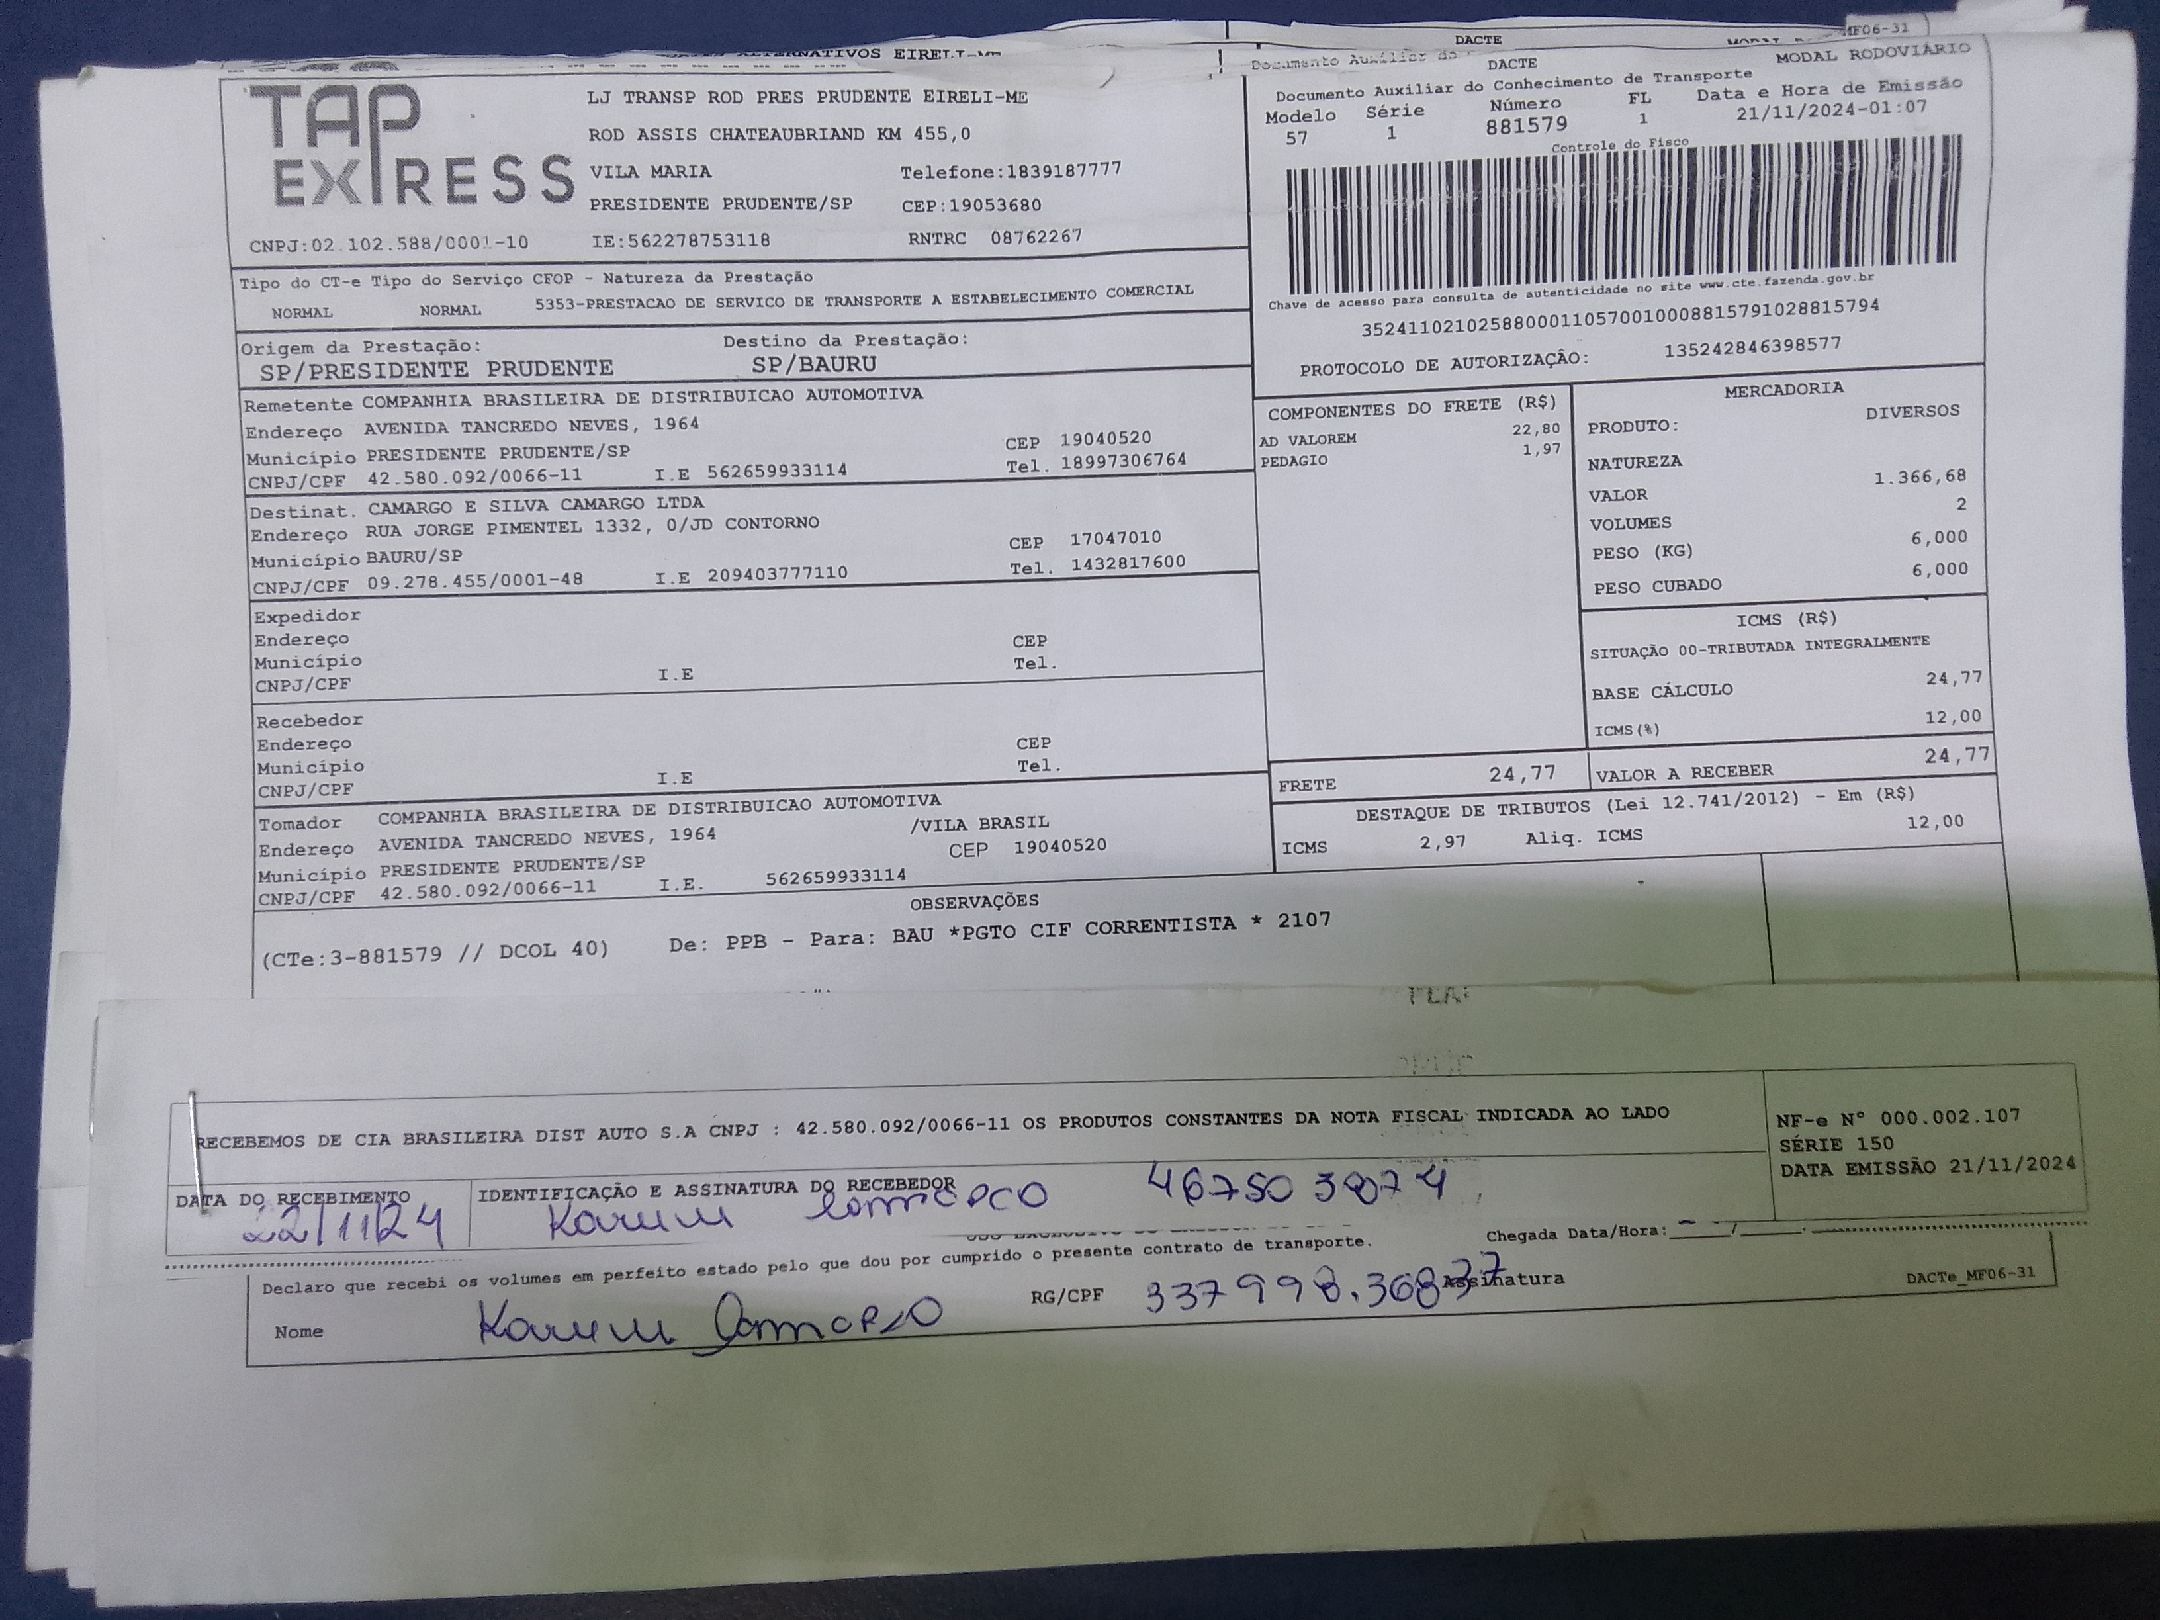 ALTERNATIVOS EIRELI-ME
DACTE
MF06-31
TAP EXPRESS
LJ TRANSP ROD PRES PRUDENTE EIRELI-ME
ROD ASSIS CHATEAUBRIAND KM 455,0
VILA MARIA Telefone:1839187777
PRESIDENTE PRUDENTE/SP CEP:19053680
CNPJ:02.102.588/0001-10 IE:562278753118 RNTRC 08762267
Documento Auxiliar do
DACTE MODAL RODOVIÁRIO
Documento Auxiliar do Conhecimento de Transporte
Modelo Série Número FL Data e Hora de Emissão
57 1 881579 1 21/11/2024-01:07
Controle do Fisco
Chave de acesso para consulta de autenticidade no site www.cte.fazenda.gov.br
35241102102588000110570010008815791028815794
PROTOCOLO DE AUTORIZAÇÃO: 135242846398577
Tipo do CT-e Tipo do Serviço CFOP - Natureza da Prestação
NORMAL NORMAL 5353-PRESTACAO DE SERVICO DE TRANSPORTE A ESTABELECIMENTO COMERCIAL
Origem da Prestação: Destino da Prestação:
SP/PRESIDENTE PRUDENTE SP/BAURU
Remetente COMPANHIA BRASILEIRA DE DISTRIBUICAO AUTOMOTIVA
Endereço AVENIDA TANCREDO NEVES, 1964
Município PRESIDENTE PRUDENTE/SP CEP 19040520
CNPJ/CPF 42.580.092/0066-11 I.E 562659933114 Tel. 18997306764
Destinat. CAMARGO E SILVA CAMARGO LTDA
Endereço RUA JORGE PIMENTEL 1332, 0/JD CONTORNO
Município BAURU/SP CEP 17047010
CNPJ/CPF 09.278.455/0001-48 I.E 209403777110 Tel. 1432817600
Expedidor
Endereço CEP
Município Tel.
CNPJ/CPF I.E
Recebedor
Endereço CEP
Município Tel.
CNPJ/CPF I.E
Tomador COMPANHIA BRASILEIRA DE DISTRIBUICAO AUTOMOTIVA
Endereço AVENIDA TANCREDO NEVES, 1964 /VILA BRASIL
Município PRESIDENTE PRUDENTE/SP CEP 19040520
CNPJ/CPF 42.580.092/0066-11 I.E. 562659933114
COMPONENTES DO FRETE (R$)
AD VALOREM 22,80
PEDAGIO 1,97
MERCADORIA
PRODUTO: DIVERSOS
NATUREZA
VALOR 1.366,68
VOLUMES 2
PESO (KG) 6,000
PESO CUBADO 6,000
ICMS (R$)
SITUAÇÃO 00-TRIBUTADA INTEGRALMENTE
BASE CÁLCULO 24,77
ICMS(%) 12,00
FRETE 24,77 VALOR A RECEBER 24,77
DESTAQUE DE TRIBUTOS (Lei 12.741/2012) - Em (R$)
ICMS 2,97 Aliq. ICMS 12,00
OBSERVAÇÕES
(CTe:3-881579 // DCOL 40) De: PPB - Para: BAU *PGTO CIF CORRENTISTA * 2107
RECEBEMOS DE CIA BRASILEIRA DIST AUTO S.A CNPJ : 42.580.092/0066-11 OS PRODUTOS CONSTANTES DA NOTA FISCAL INDICADA AO LADO
NF-e N° 000.002.107
SÉRIE 150
DATA EMISSÃO 21/11/2024
DATA DO RECEBIMENTO IDENTIFICAÇÃO E ASSINATURA DO RECEBEDOR
22/11/24
Chegada Data/Hora:
Declaro que recebi os volumes em perfeito estado pelo que dou por cumprido o presente contrato de transporte.
Nome RG/CPF Assinatura DACTe_MF06-31